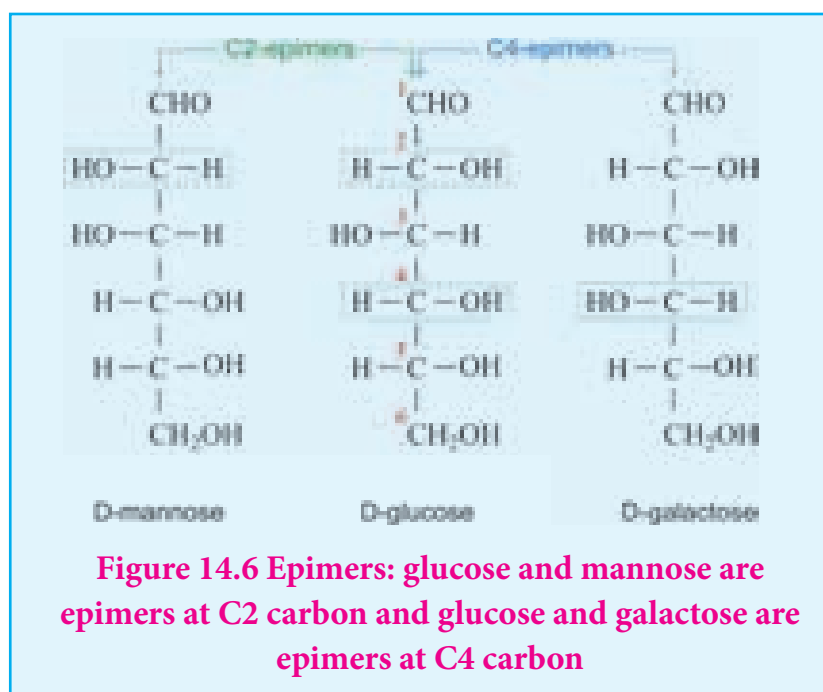 C2-epimers C4-epimers
CHO 1CHO CHO
HO–C–H H–C–OH H–C–OH
HO–C–H HO–C–H HO–C–H
H–C–OH H–C–OH HO–C–H
H–C–OH H–C–OH H–C–OH
CH₂OH CH₂OH CH₂OH
D-mannose D-glucose D-galactose
Figure 14.6 Epimers: glucose and mannose are
epimers at C2 carbon and glucose and galactose are
epimers at C4 carbon